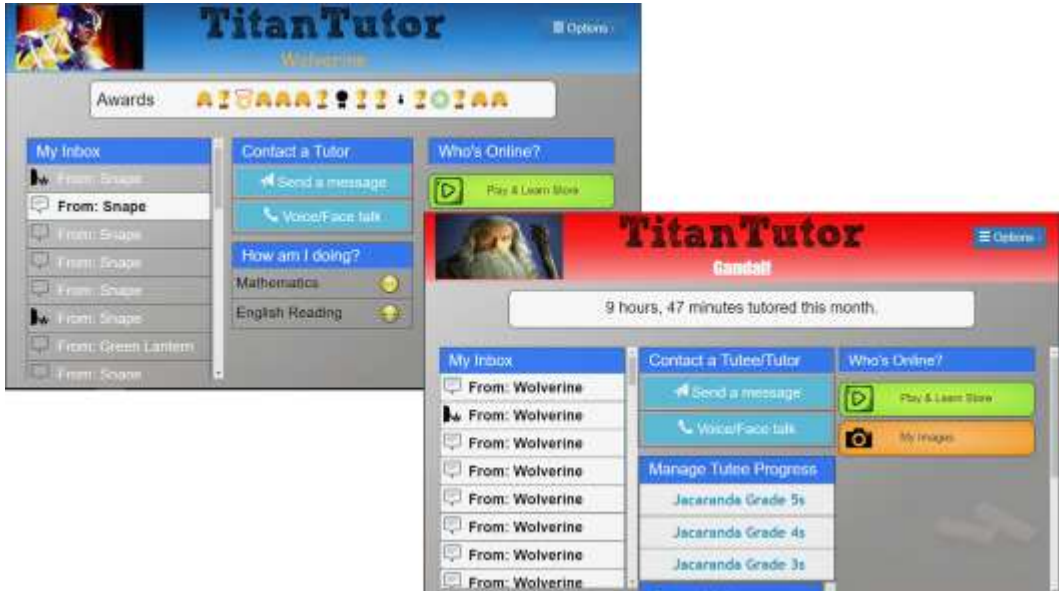 TitanTutor
Options
Wolverine
Awards
My Inbox
From: Snape
From: Snape
From: Snape
From: Snape
From: Snape
From: Snape
From: Green Lantern
From: Snape
Contact a Tutor
Send a message
Voice/Face talk
How am I doing?
Mathematics
English Reading
Who's Online?
Play & Learn Store
TitanTutor
Options
Gandalf
9 hours, 47 minutes tutored this month.
My Inbox
From: Wolverine
From: Wolverine
From: Wolverine
From: Wolverine
From: Wolverine
From: Wolverine
From: Wolverine
From: Wolverine
Contact a Tutee/Tutor
Send a message
Voice/Face talk
Manage Tutee Progress
Jacaranda Grade 5s
Jacaranda Grade 4s
Jacaranda Grade 3s
Who's Online?
Play & Learn Store
My Images